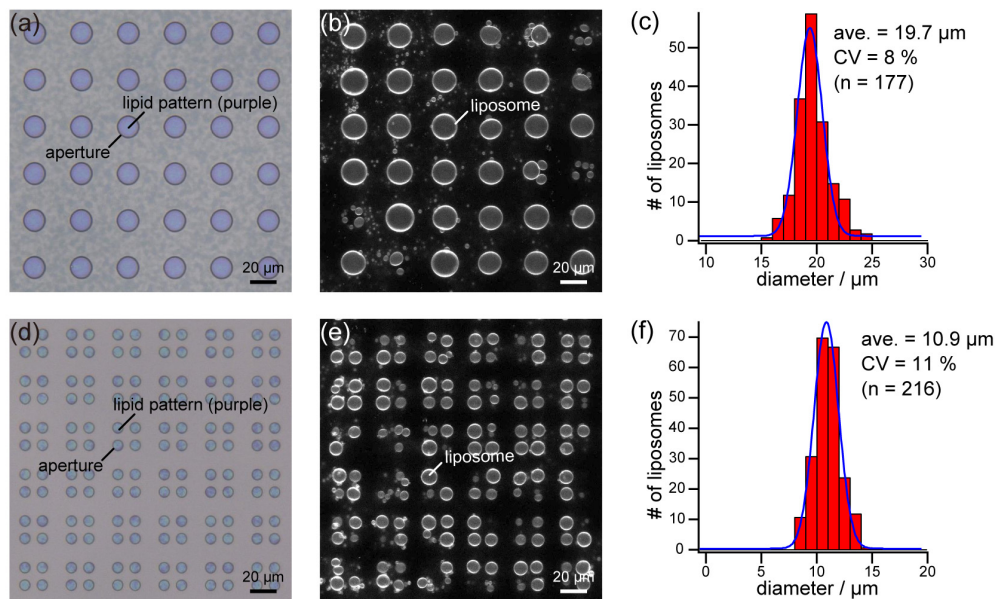 (a)
lipid pattern (purple)
aperture
20 µm
(b)
liposome
20 µm
(c)
ave. = 19.7 µm
CV = 8 %
(n = 177)
# of liposomes
50
40
30
20
10
0
10
15
20
25
30
diameter / µm
(d)
lipid pattern (purple)
aperture
20 µm
(e)
liposome
20 µm
(f)
ave. = 10.9 µm
CV = 11 %
(n = 216)
# of liposomes
70
60
50
40
30
20
10
0
0
5
10
15
20
diameter / µm